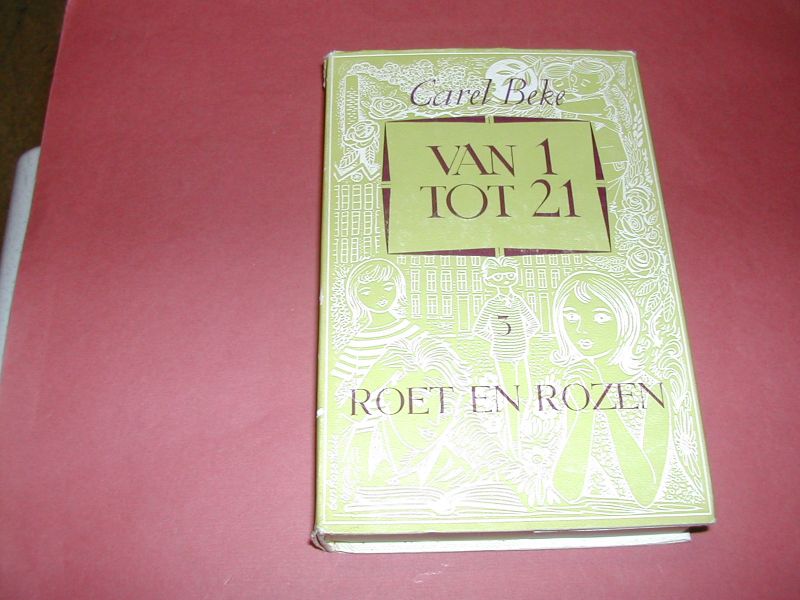 Carel Beke
VAN 1
TOT 21
3
ROET EN ROZEN